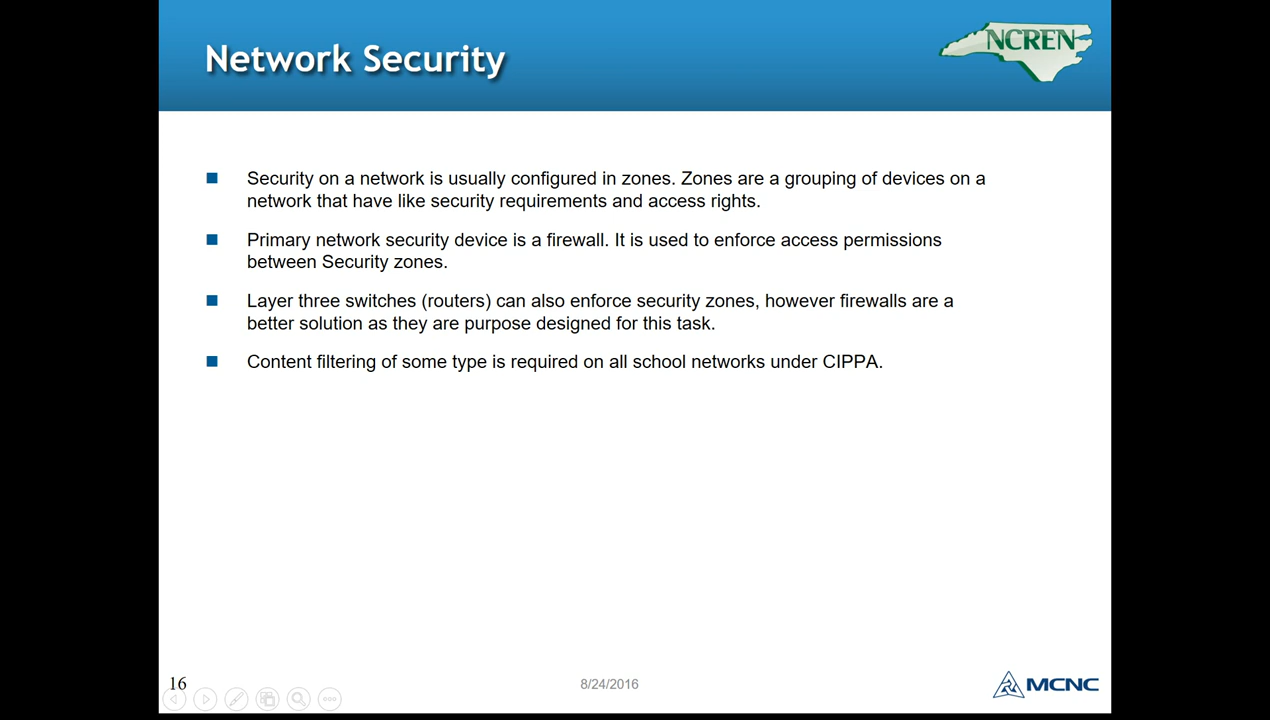 Network Security
NCREN
Security on a network is usually configured in zones. Zones are a grouping of devices on a
network that have like security requirements and access rights.
Primary network security device is a firewall. It is used to enforce access permissions
between Security zones.
Layer three switches (routers) can also enforce security zones, however firewalls are a
better solution as they are purpose designed for this task.
Content filtering of some type is required on all school networks under CIPPA.
16
8/24/2016
MCNC